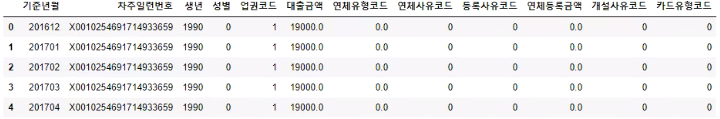 기준년월 자주일련번호 생년 성별 업권코드 대출금액 연체유형코드 연체사유코드 등록사유코드 연체등록금액 개설사유코드 카드유형코드
0 201612 X0010254691714933659 1990 0 1 19000.0 0.0 0 0 0.0 0 0
1 201701 X0010254691714933659 1990 0 1 19000.0 0.0 0 0 0.0 0 0
2 201702 X0010254691714933659 1990 0 1 19000.0 0.0 0 0 0.0 0 0
3 201703 X0010254691714933659 1990 0 1 19000.0 0.0 0 0 0.0 0 0
4 201704 X0010254691714933659 1990 0 1 19000.0 0.0 0 0 0.0 0 0